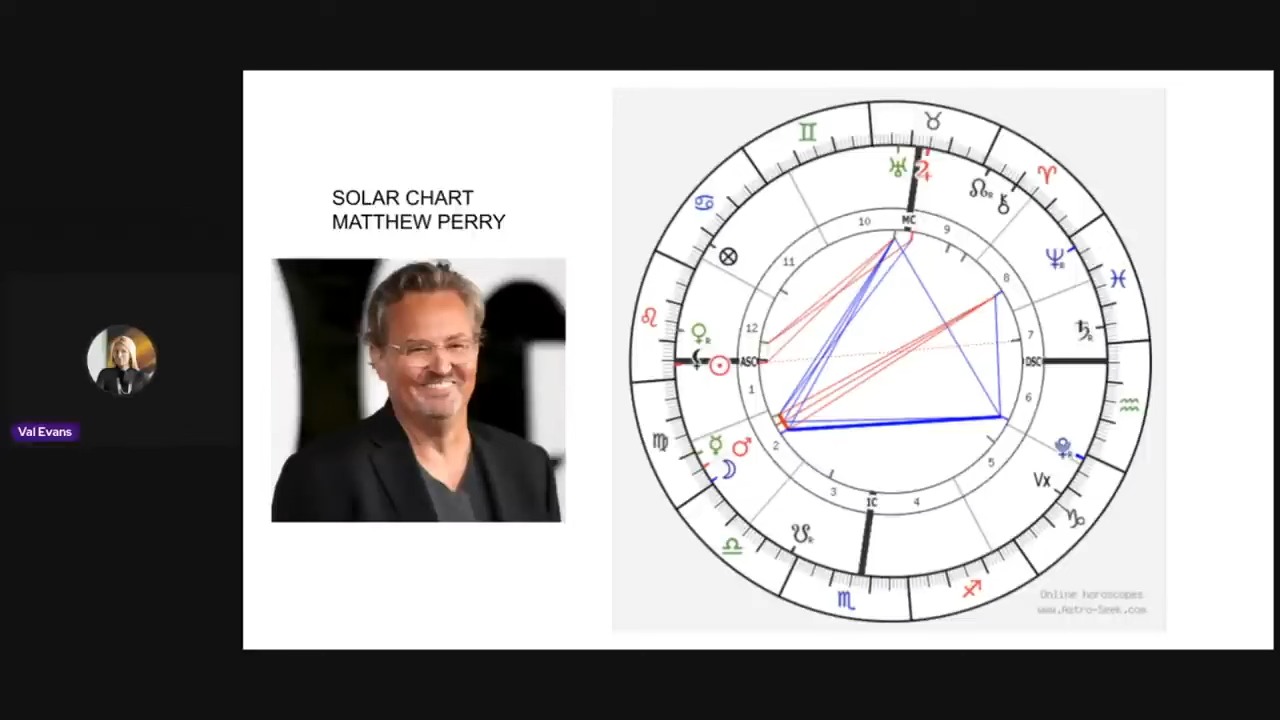 SOLAR CHART
MATTHEW PERRY
Val Evans
10
MC
9
11
8
12
7
ASC
DSC
1
6
2
5
Vx
3
IC
4
R
R
R
R
R
R
Online horoscopes
www.Astro-Seek.com